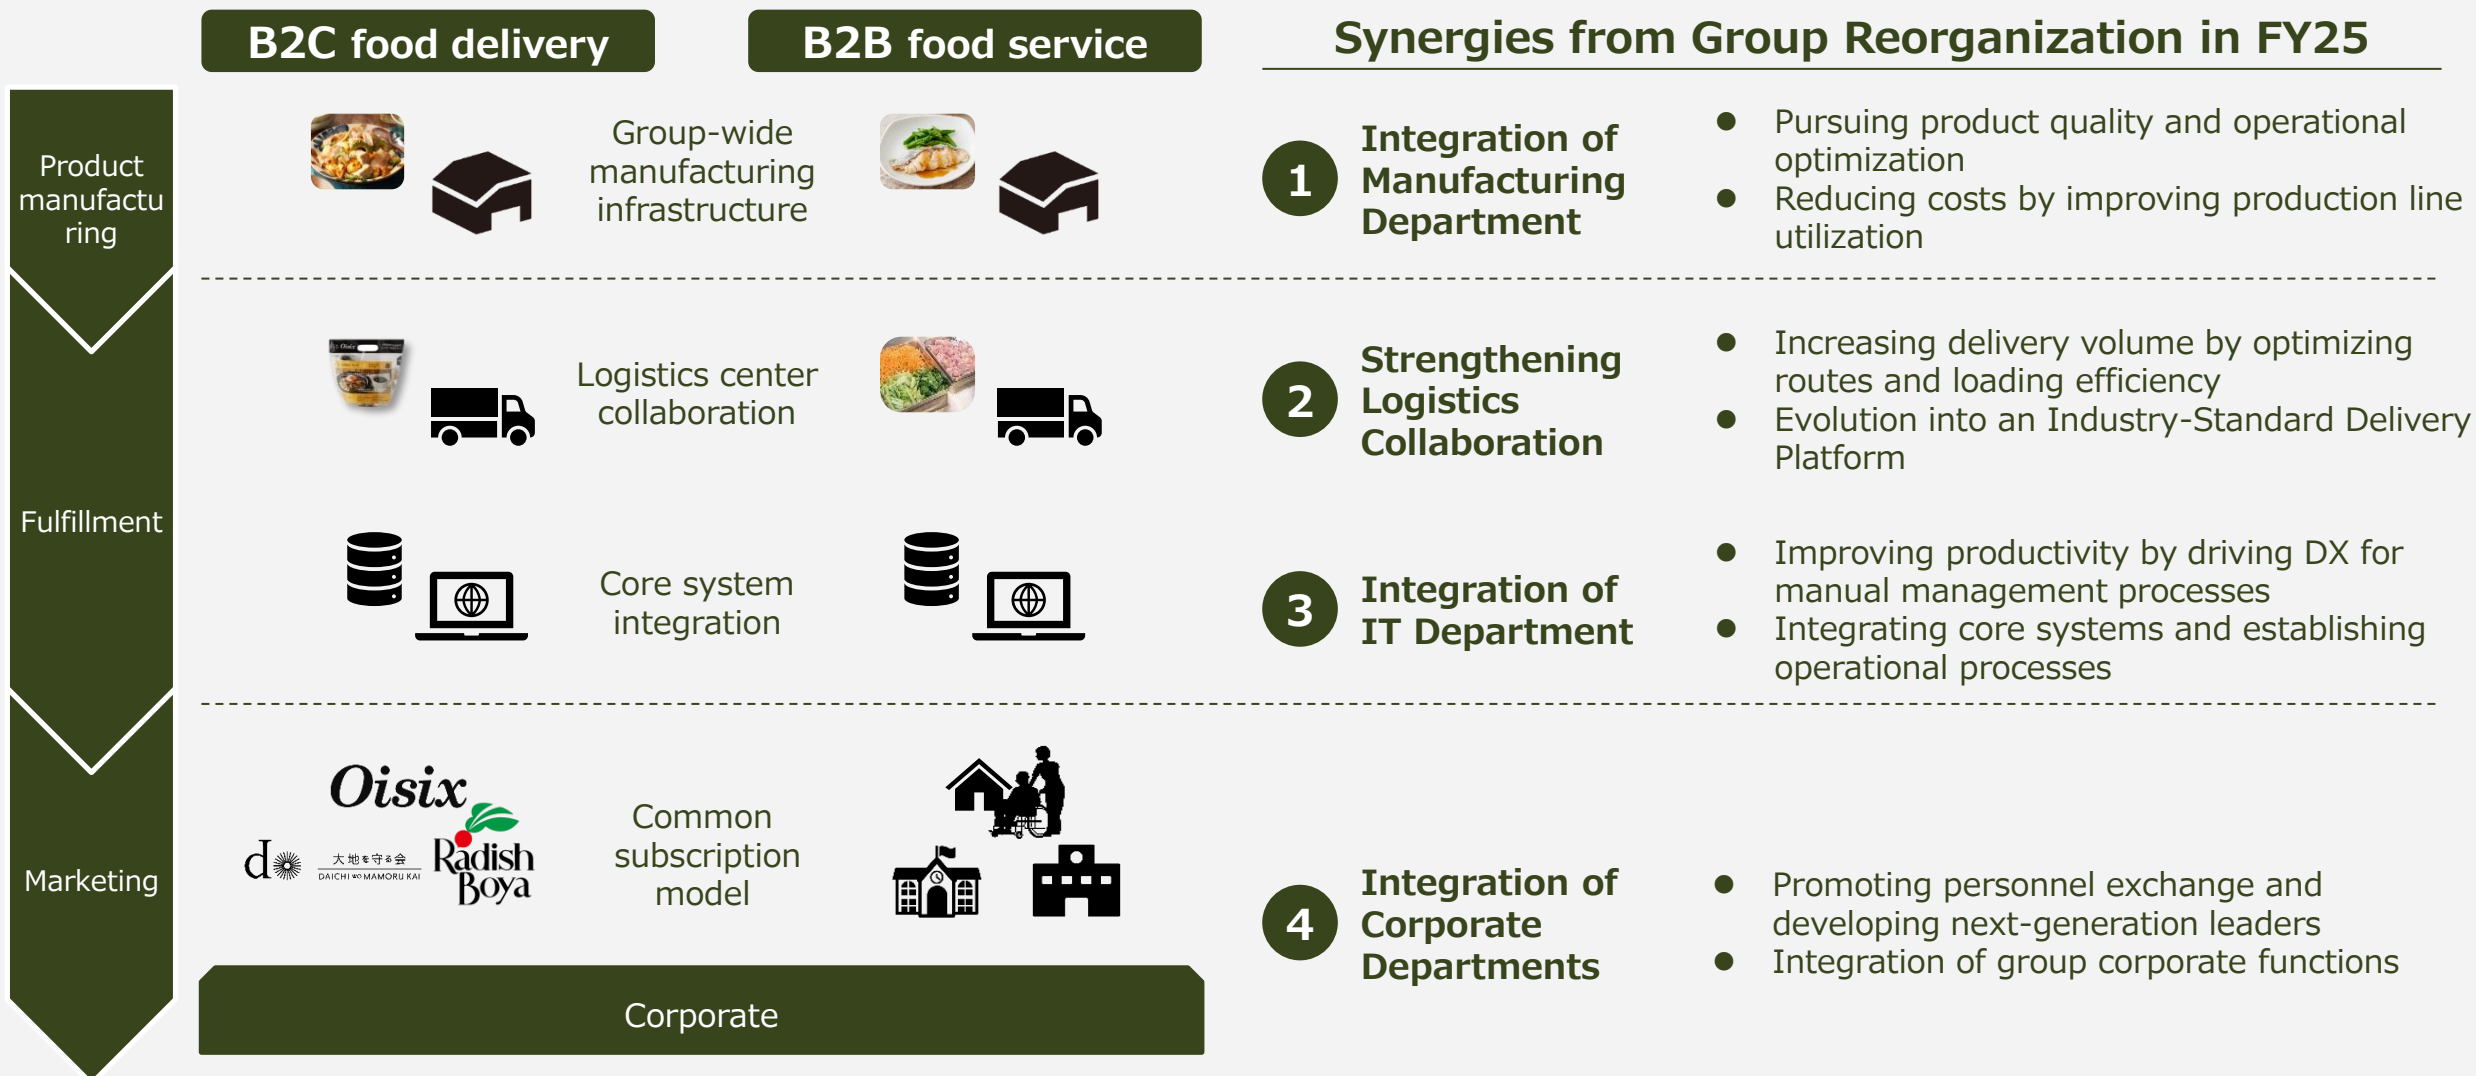 B2C food delivery
B2B food service
Synergies from Group Reorganization in FY25
Product
manufactu
ring
Group-wide
manufacturing
infrastructure
1
Integration of
Manufacturing
Department
● Pursuing product quality and operational
optimization
● Reducing costs by improving production line
utilization
Fulfillment
Oisix
Logistics center
collaboration
2
Strengthening
Logistics
Collaboration
● Increasing delivery volume by optimizing
routes and loading efficiency
● Evolution into an Industry-Standard Delivery
Platform
Core system
integration
3
Integration of
IT Department
● Improving productivity by driving DX for
manual management processes
● Integrating core systems and establishing
operational processes
Marketing
Oisix
d
大地を守る会
DAICHI wo MAMORU KAI
Radish
Boya
Common
subscription
model
4
Integration of
Corporate
Departments
● Promoting personnel exchange and
developing next-generation leaders
● Integration of group corporate functions
Corporate